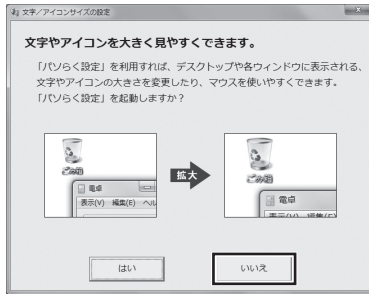 文字／アイコンサイズの設定
文字やアイコンを大きく見やすくできます。
「パソらく設定」を利用すれば、デスクトップや各ウィンドウに表示される、
文字やアイコンの大きさを変更したり、マウスを使いやすくできます。
「パソらく設定」を起動しますか？
ごみ箱
電卓
表示(V) 編集(E) ヘル
拡大
ごみ箱
電卓
表示(V) 編集(E)
はい
いいえ